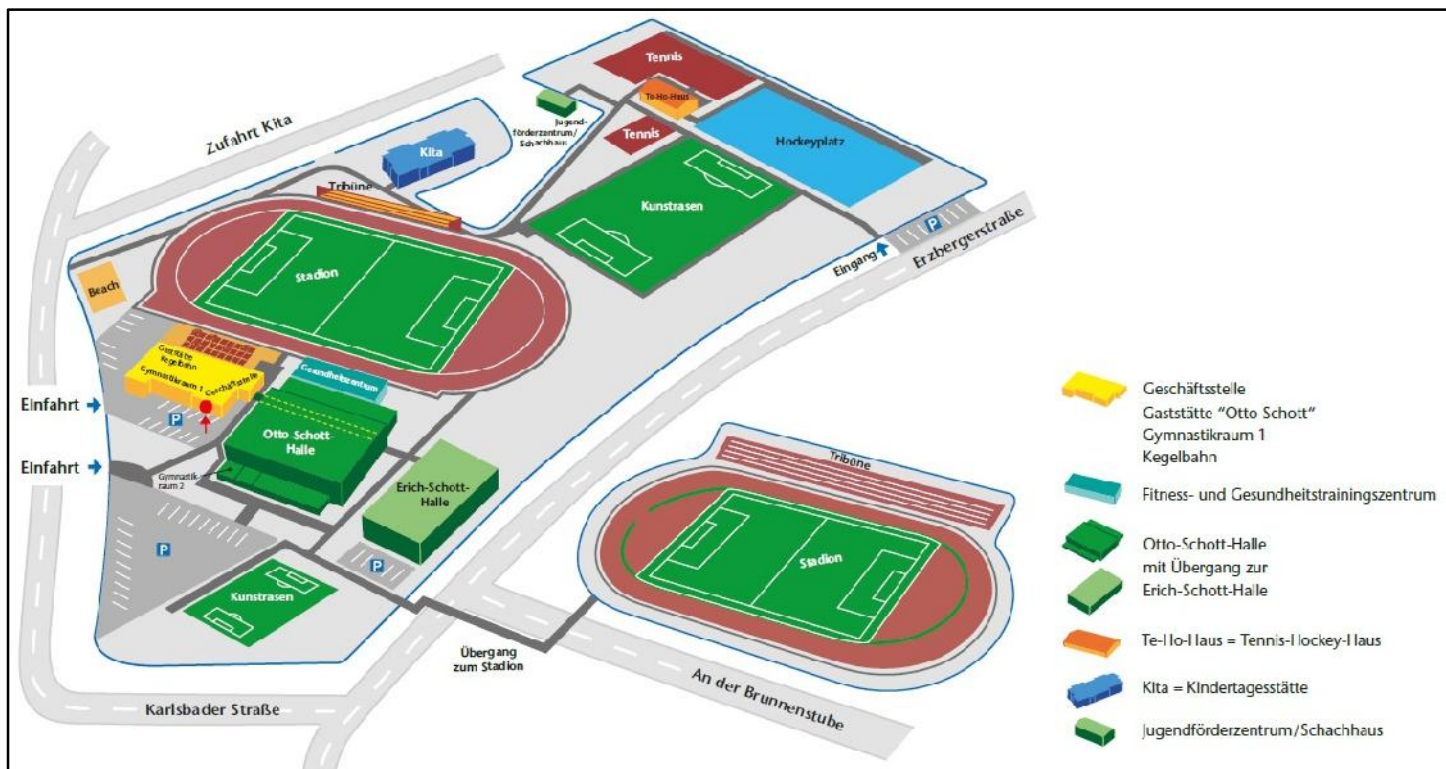 Tennis
Te-Ho-Haus
Zufahrt Kita
Jugend-
förderzentrum/
Schachhaus
Tennis
Hockeyplatz
Kita
Tribüne
Kunstrasen
P
Erzbergerstraße
Eingang
Stadion
Beach
Gaststätte
Kegelbahn
Gymnastikraum 1
Geschäftsstelle
Gesundheitszentrum
Einfahrt
P
Otto-Schott-
Halle
Einfahrt
Gymnastik-
raum 2
Erich-Schott-
Halle
P
P
Kunstrasen
Tribüne
Stadion
Übergang
zum Stadion
An der Brunnenstube
Karlsbader Straße
Geschäftsstelle
Gaststätte "Otto Schott"
Gymnastikraum 1
Kegelbahn
Fitness- und Gesundheitstrainingszentrum
Otto-Schott-Halle
mit Übergang zur
Erich-Schott-Halle
Te-Ho-Haus = Tennis-Hockey-Haus
Kita = Kindertagesstätte
Jugendförderzentrum/Schachhaus